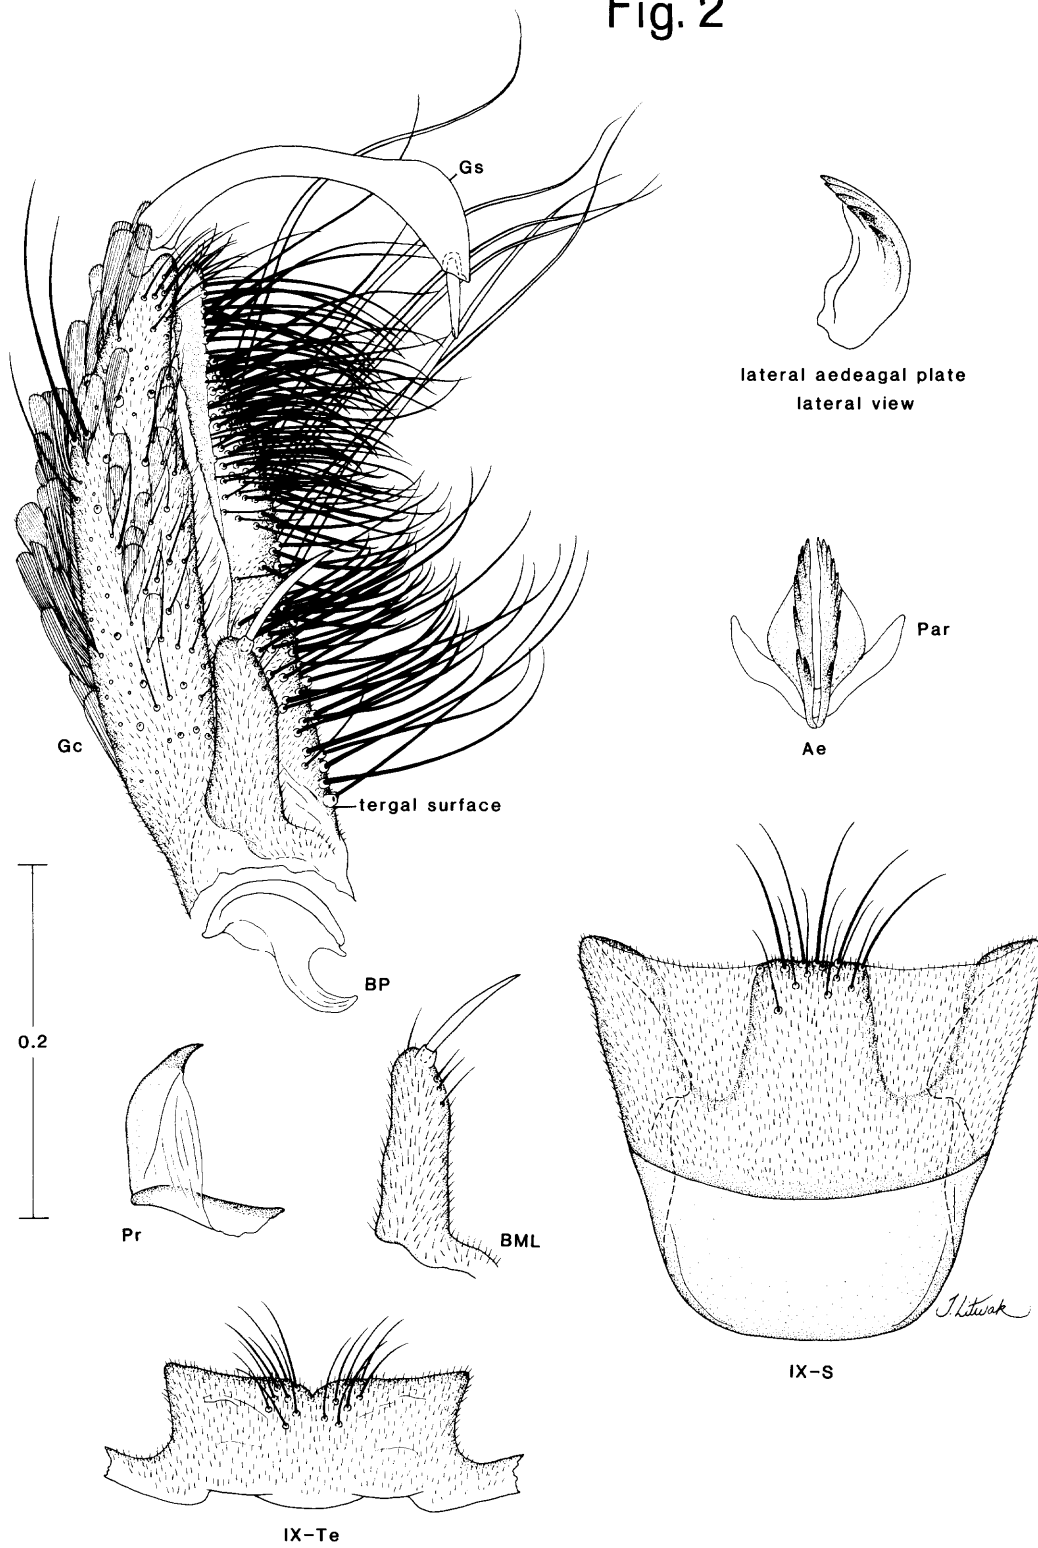 Fig. 2
Gs
lateral aedeagal plate
lateral view
Par
Ae
Gc
tergal surface
BP
0.2
Pr
BML
J. Litwak
IX-S
IX-Te